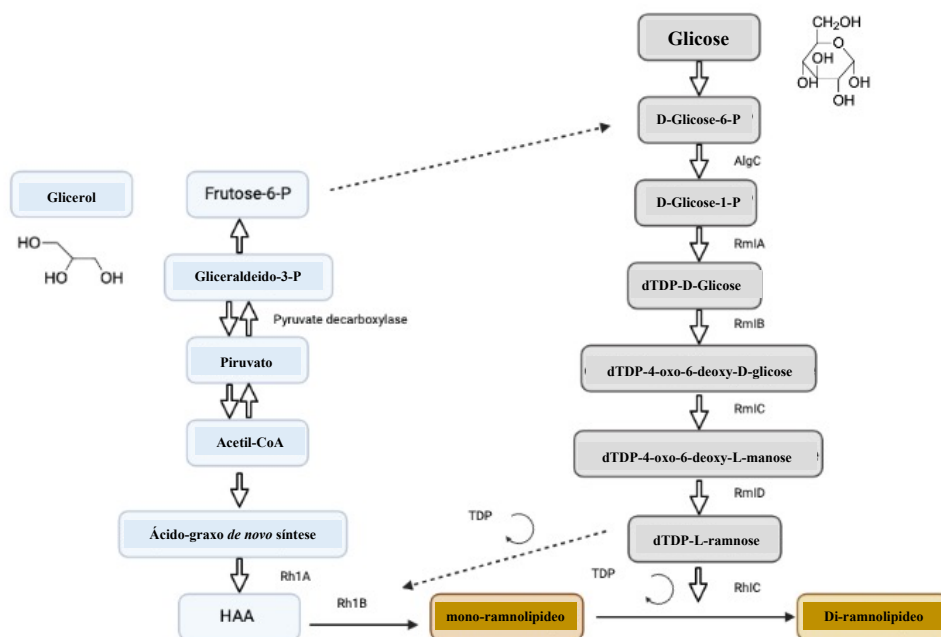 Glicose
CH₂OH
O
OH
OH
OH
OH
OH
D-Glicose-6-P
AlgC
Glicerol
Frutose-6-P
D-Glicose-1-P
HO
HO
OH
RmlA
Gliceraldeido-3-P
dTDP-D-Glicose
Pyruvate decarboxylase
RmlB
Piruvato
dTDP-4-oxo-6-deoxy-D-glicose
RmlC
Acetil-CoA
dTDP-4-oxo-6-deoxy-L-manose
RmlD
TDP
Ácido-graxo de novo síntese
dTDP-L-ramnose
Rh1A
TDP
RhlC
HAA
Rh1B
mono-ramnolipideo
Di-ramnolipideo